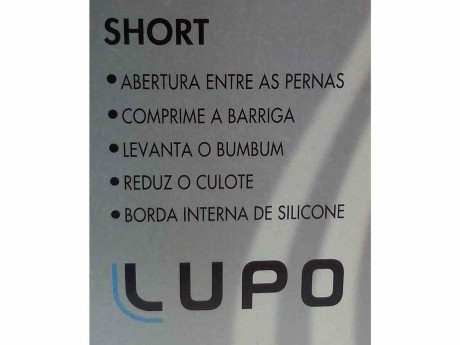 SHORT
• ABERTURA ENTRE AS PERNAS
• COMPRIME A BARRIGA
• LEVANTA O BUMBUM
• REDUZ O CULOTE
• BORDA INTERNA DE SILICONE
LUPO